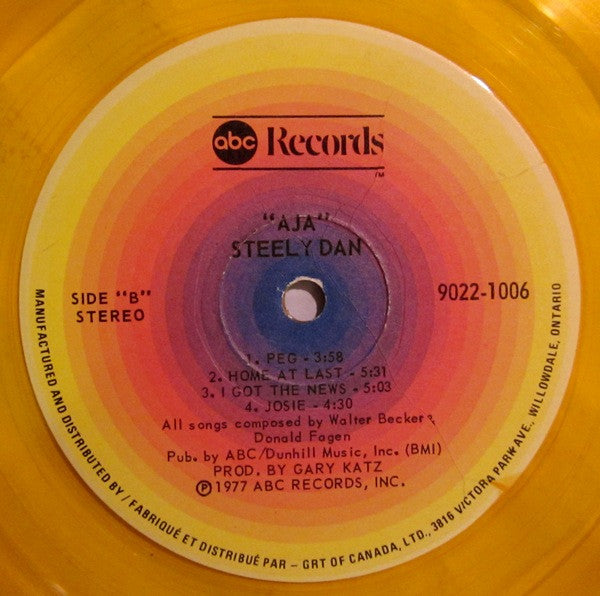 abc Records
TM
"AJA"
STEELY DAN
SIDE "B"
STEREO
9022-1006
1. PEG - 3:58
2. HOME AT LAST - 5:31
3. I GOT THE NEWS - 5:03
4. JOSIE - 4:30
All songs composed by Walter Becker &
Donald Fagen
Pub. by ABC/Dunhill Music, Inc. (BMI)
PROD. BY GARY KATZ
Ⓟ 1977 ABC RECORDS, INC.
MANUFACTURED AND DISTRIBUTED BY / FABRIQUÉ ET DISTRIBUÉ PAR - GRT OF CANADA, LTD., 3816 VICTORIA PARK AVE., WILLOWDALE, ONTARIO